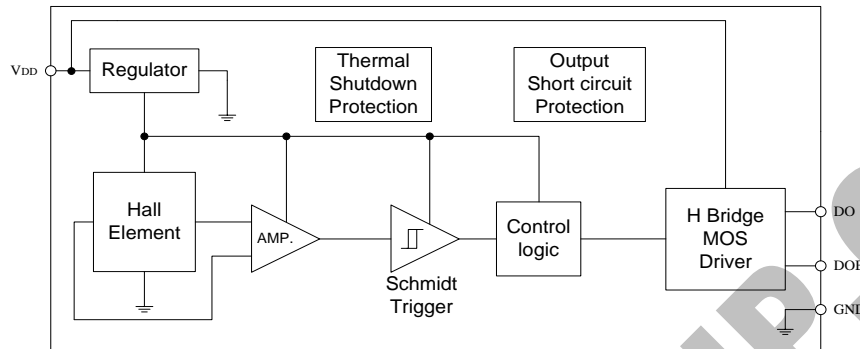 VDD
Regulator
Thermal
Shutdown
Protection
Output
Short circuit
Protection
Hall
Element
AMP.
Schmidt
Trigger
Control
logic
H Bridge
MOS
Driver
DO
GND